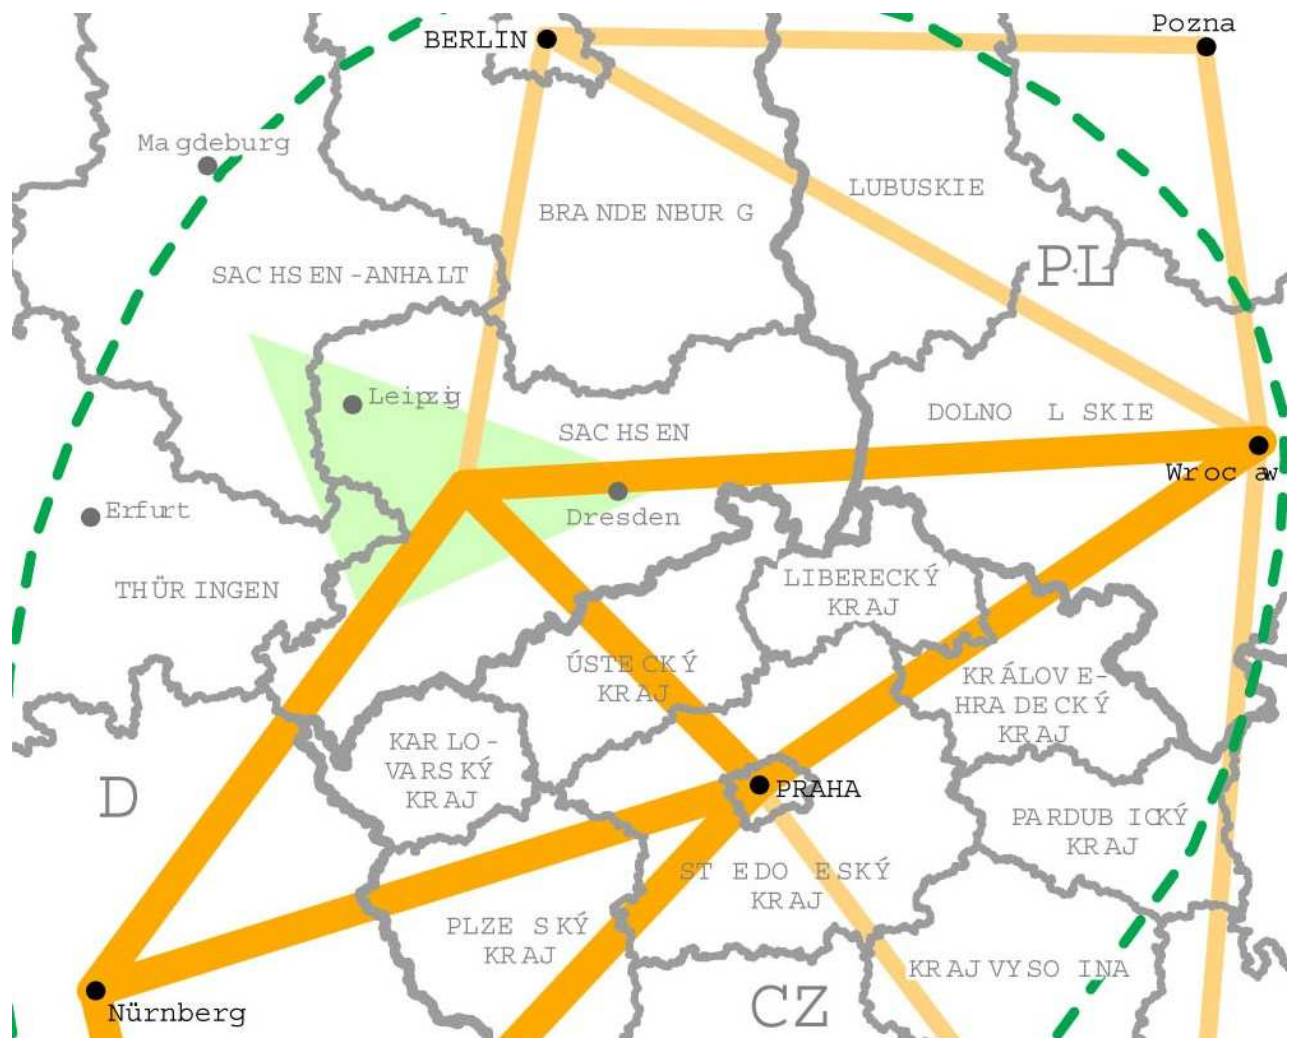 Pozna
BERLIN
Magdeburg
LUBUSKIE
BRANDENBURG
PL
SACHSEN-ANHALT
Leipzig
DOLNO L SKIE
SACHSEN
Wroc aw
Erfurt
Dresden
LIBERECKÝ
KRAJ
THÜRINGEN
ÚSTECKÝ
KRAJ
KRÁLOVE-
HRADECKÝ
KRAJ
KARLO-
VARSKÝ
KRAJ
D
PRAHA
PARDUBICKÝ
KRAJ
ST EDO ESKÝ
KRAJ
PLZE SKÝ
KRAJ
KRAJ VYSO INA
CZ
Nürnberg